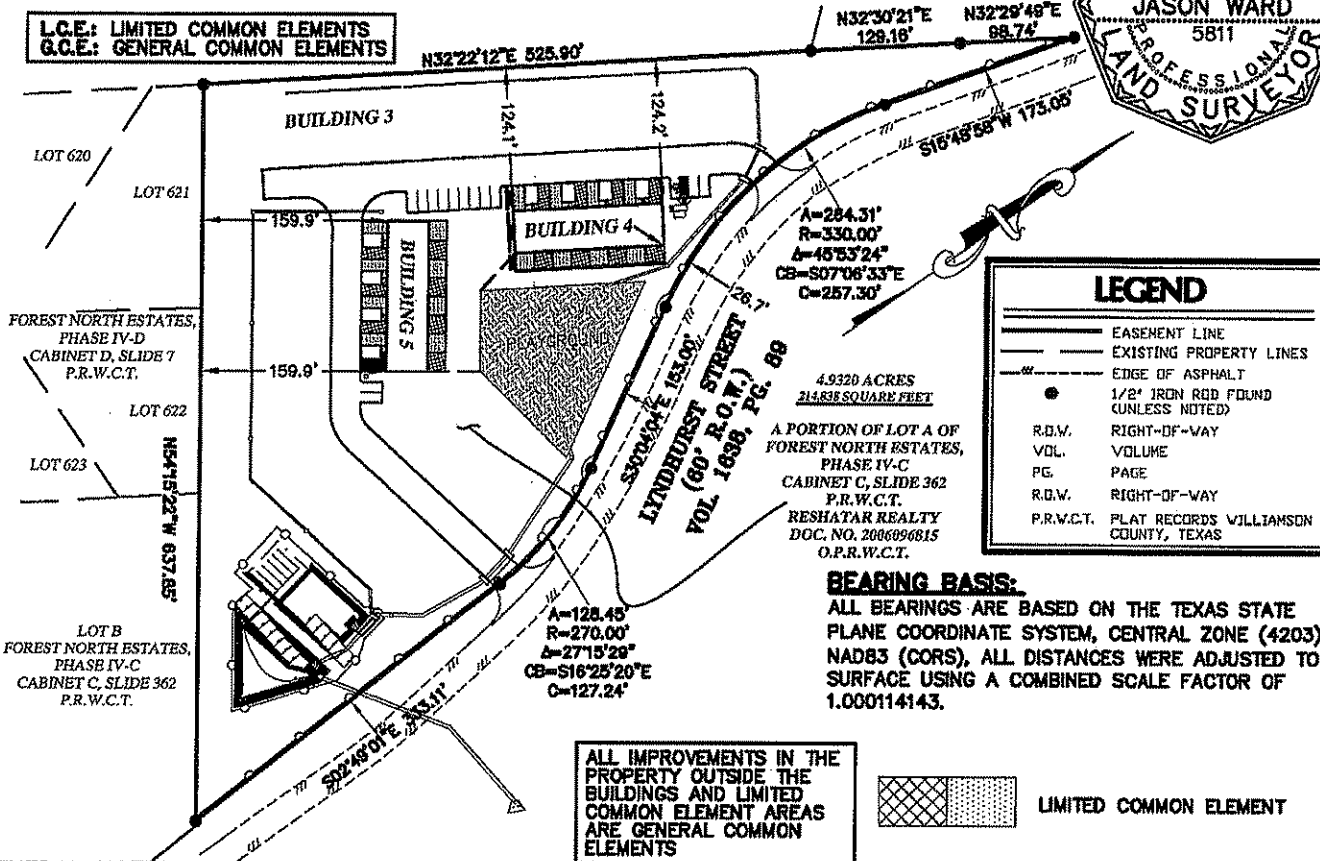 L.C.E.: LIMITED COMMON ELEMENTS
G.C.E.: GENERAL COMMON ELEMENTS
N32°22'12"E 525.90'
N32°30'21"E
129.16'
N32°29'49"E
98.74'
JASON WARD
5811
PROFESSIONAL
LAND SURVEYOR
BUILDING 3
124.1'
124.2'
S15°48'58"W 173.05'
LOT 620
LOT 621
159.9'
BUILDING 4
BUILDING 5
A=264.31'
R=330.00'
Δ=45°53'24"
CB=S07°06'33"E
C=257.30'
N
26.7'
PLAYGROUND
FOREST NORTH ESTATES,
PHASE IV-D
CABINET D, SLIDE 7
P.R.W.C.T.
159.9'
LOT 622
LOT 623
N54°15'22"W 637.85'
S30°04'04"E 153.00'
LYNDHURST STREET
(60' R.O.W.)
VOL. 1638, PG. 89
4.9320 ACRES
214,838 SQUARE FEET
A PORTION OF LOT A OF
FOREST NORTH ESTATES,
PHASE IV-C
CABINET C, SLIDE 362
P.R.W.C.T.
RESHATAR REALTY
DOC. NO. 2006096815
O.P.R.W.C.T.
LEGEND
EASEMENT LINE
EXISTING PROPERTY LINES
EDGE OF ASPHALT
1/2" IRON ROD FOUND
(UNLESS NOTED)
R.O.W. RIGHT-OF-WAY
VOL. VOLUME
PG. PAGE
R.O.W. RIGHT-OF-WAY
P.R.W.C.T. PLAT RECORDS WILLIAMSON
COUNTY, TEXAS
BEARING BASIS:
ALL BEARINGS ARE BASED ON THE TEXAS STATE
PLANE COORDINATE SYSTEM, CENTRAL ZONE (4203)
NAD83 (CORS), ALL DISTANCES WERE ADJUSTED TO
SURFACE USING A COMBINED SCALE FACTOR OF
1.000114143.
LOT B
FOREST NORTH ESTATES,
PHASE IV-C
CABINET C, SLIDE 362
P.R.W.C.T.
A=128.45'
R=270.00'
Δ=27°15'29"
CB=S16°25'20"E
C=127.24'
S02°49'01"E 333.11'
ALL IMPROVEMENTS IN THE
PROPERTY OUTSIDE THE
BUILDINGS AND LIMITED
COMMON ELEMENT AREAS
ARE GENERAL COMMON
ELEMENTS
LIMITED COMMON ELEMENT